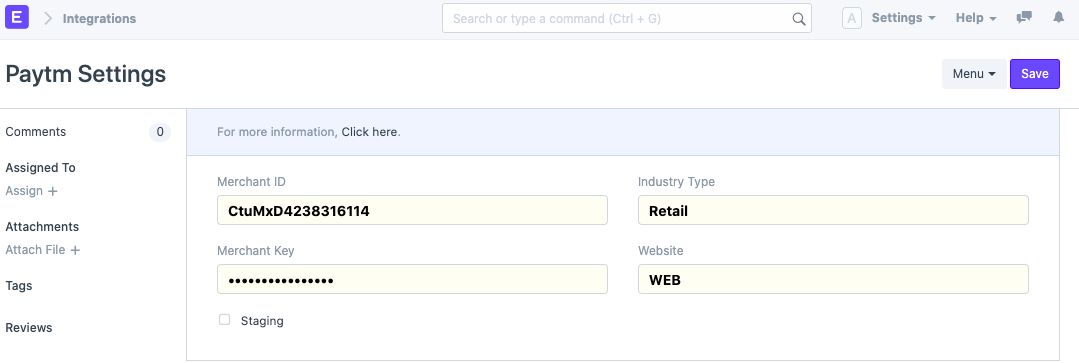 E Integrations Search or type a command (Ctrl + G) A Settings Help
Paytm Settings Menu Save
Comments 0
For more information, Click here.
Assigned To
Assign +
Attachments
Attach File +
Tags
Reviews
Merchant ID Industry Type
CtuMxD4238316114 Retail
Merchant Key Website
•••••••••••••••• WEB
Staging